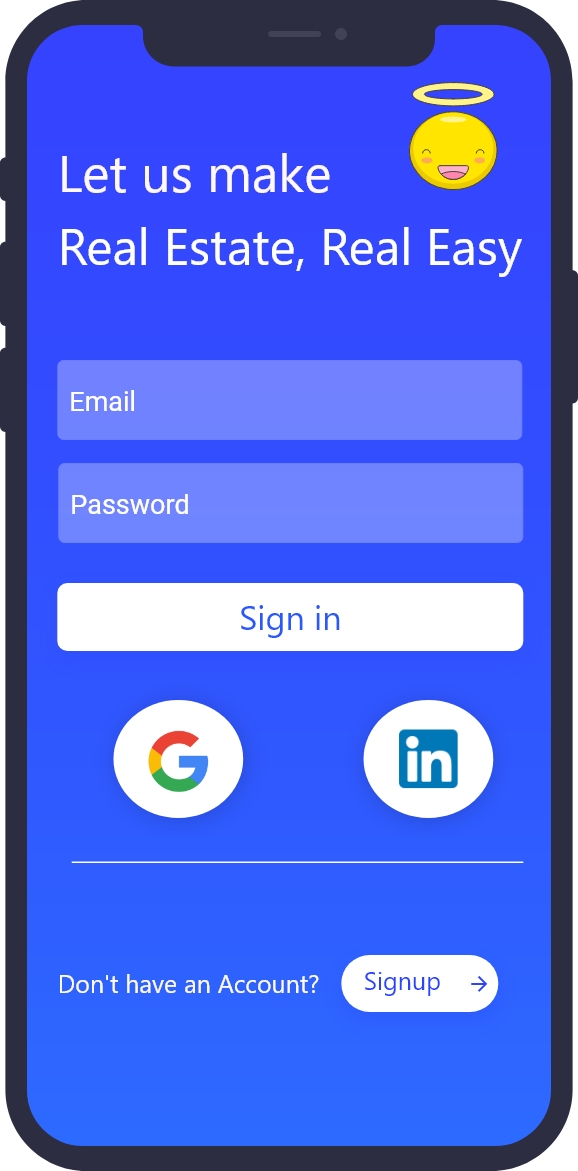 Let us make
Real Estate, Real Easy
Email
Password
Sign in
G
in
Don't have an Account?
Signup